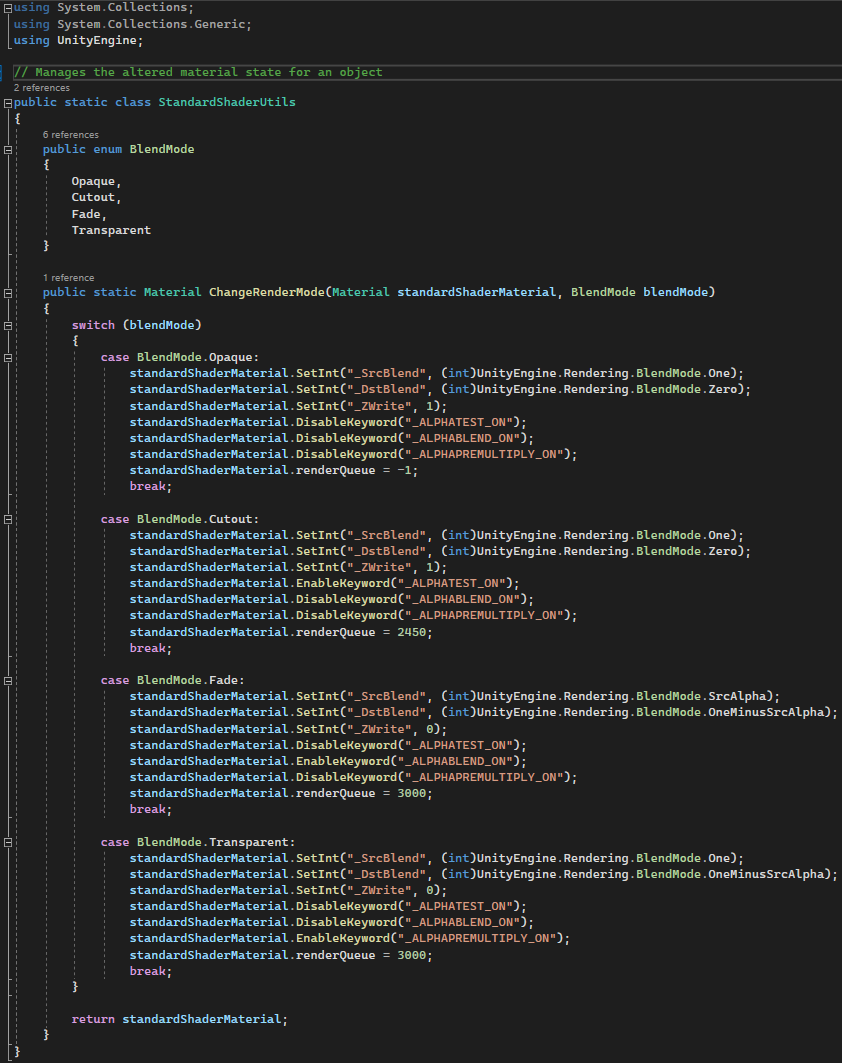 using System.Collections;
using System.Collections.Generic;
using UnityEngine;
// Manages the altered material state for an object
2 references
public static class StandardShaderUtils
{
6 references
public enum BlendMode
{
Opaque,
Cutout,
Fade,
Transparent
}
1 reference
public static Material ChangeRenderMode(Material standardShaderMaterial, BlendMode blendMode)
{
switch (blendMode)
{
case BlendMode.Opaque:
standardShaderMaterial.SetInt("_SrcBlend", (int)UnityEngine.Rendering.BlendMode.One);
standardShaderMaterial.SetInt("_DstBlend", (int)UnityEngine.Rendering.BlendMode.Zero);
standardShaderMaterial.SetInt("_ZWrite", 1);
standardShaderMaterial.DisableKeyword("_ALPHATEST_ON");
standardShaderMaterial.DisableKeyword("_ALPHABLEND_ON");
standardShaderMaterial.DisableKeyword("_ALPHAPREMULTIPLY_ON");
standardShaderMaterial.renderQueue = -1;
break;
case BlendMode.Cutout:
standardShaderMaterial.SetInt("_SrcBlend", (int)UnityEngine.Rendering.BlendMode.One);
standardShaderMaterial.SetInt("_DstBlend", (int)UnityEngine.Rendering.BlendMode.Zero);
standardShaderMaterial.SetInt("_ZWrite", 1);
standardShaderMaterial.EnableKeyword("_ALPHATEST_ON");
standardShaderMaterial.DisableKeyword("_ALPHABLEND_ON");
standardShaderMaterial.DisableKeyword("_ALPHAPREMULTIPLY_ON");
standardShaderMaterial.renderQueue = 2450;
break;
case BlendMode.Fade:
standardShaderMaterial.SetInt("_SrcBlend", (int)UnityEngine.Rendering.BlendMode.SrcAlpha);
standardShaderMaterial.SetInt("_DstBlend", (int)UnityEngine.Rendering.BlendMode.OneMinusSrcAlpha);
standardShaderMaterial.SetInt("_ZWrite", 0);
standardShaderMaterial.DisableKeyword("_ALPHATEST_ON");
standardShaderMaterial.EnableKeyword("_ALPHABLEND_ON");
standardShaderMaterial.DisableKeyword("_ALPHAPREMULTIPLY_ON");
standardShaderMaterial.renderQueue = 3000;
break;
case BlendMode.Transparent:
standardShaderMaterial.SetInt("_SrcBlend", (int)UnityEngine.Rendering.BlendMode.One);
standardShaderMaterial.SetInt("_DstBlend", (int)UnityEngine.Rendering.BlendMode.OneMinusSrcAlpha);
standardShaderMaterial.SetInt("_ZWrite", 0);
standardShaderMaterial.DisableKeyword("_ALPHATEST_ON");
standardShaderMaterial.DisableKeyword("_ALPHABLEND_ON");
standardShaderMaterial.EnableKeyword("_ALPHAPREMULTIPLY_ON");
standardShaderMaterial.renderQueue = 3000;
break;
}
return standardShaderMaterial;
}
}